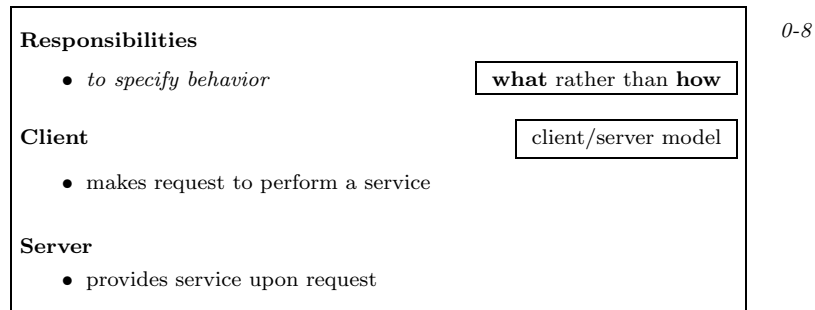 Responsibilities
0-8
• to specify behavior
what rather than how
Client
client/server model
• makes request to perform a service
Server
• provides service upon request